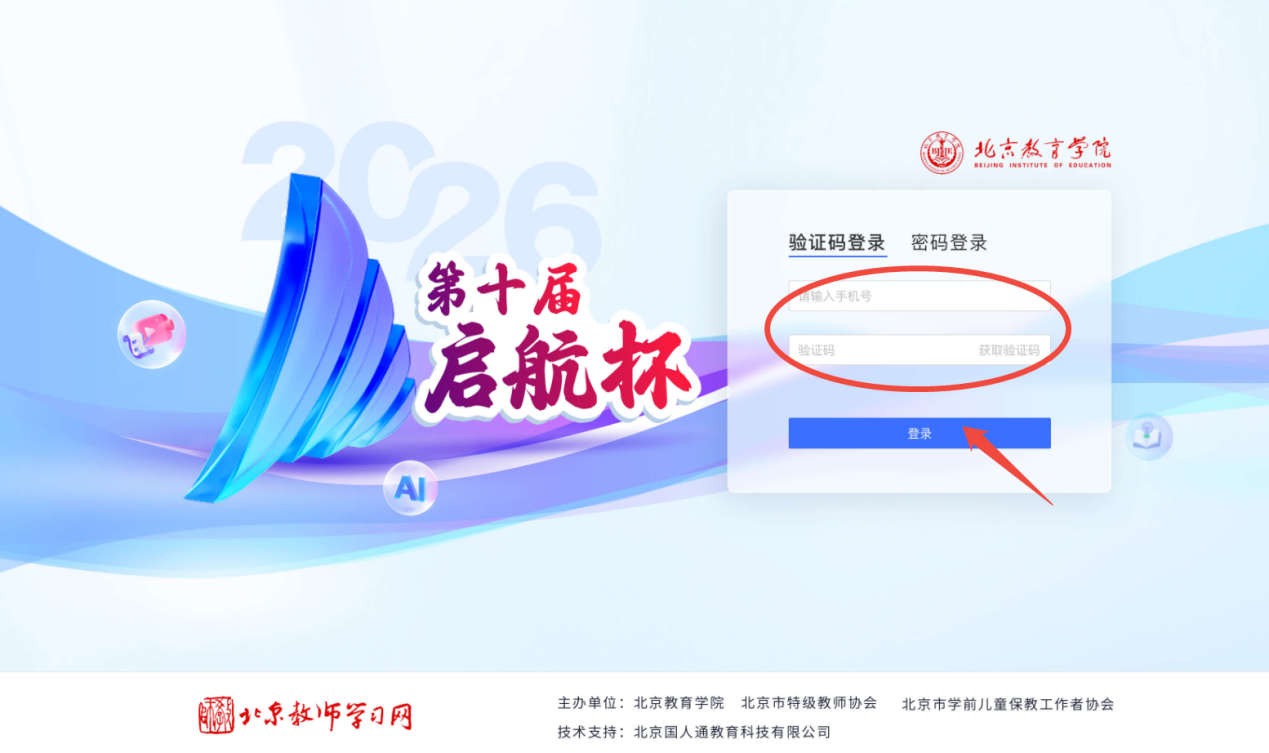 2026
北京教育学院
BEIJING INSTITUTE OF EDUCATION
验证码登录 密码登录
第十届
启航杯
请输入手机号
验证码 获取验证码
登录
AI
北京教师学习网
主办单位：北京教育学院 北京市特级教师协会 北京市学前儿童保教工作者协会
技术支持：北京国人通教育科技有限公司